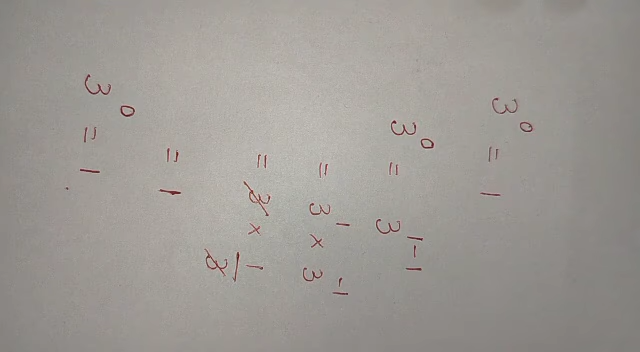 3⁰ = 1
3⁰ = 3¹⁻¹
= 3¹ × 3⁻¹
= 3 × 1/3
= 1
3⁰ = 1